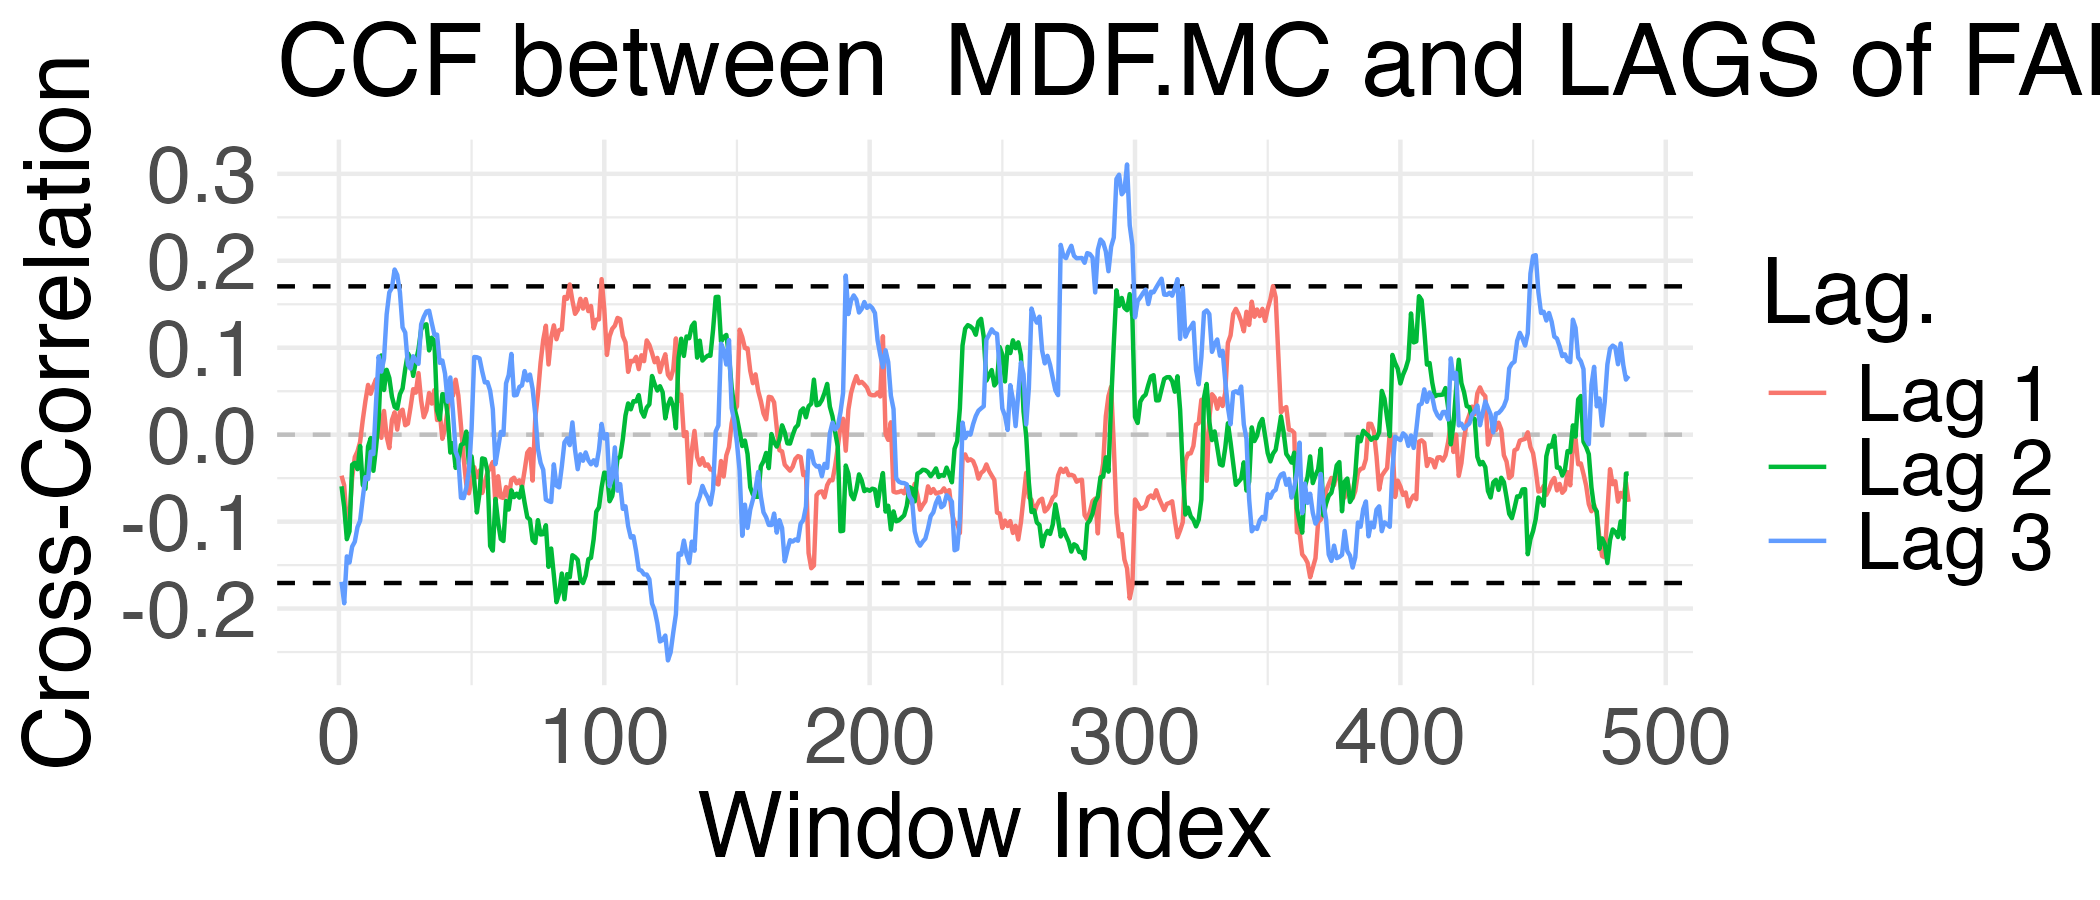 CCF between  MDF.MC and LAGS of
Cross-Correlation
0.3
0.2
0.1
0.0
-0.1
-0.2
0
100
200
300
400
500
Window Index
Lag.
Lag 1
Lag 2
Lag 3